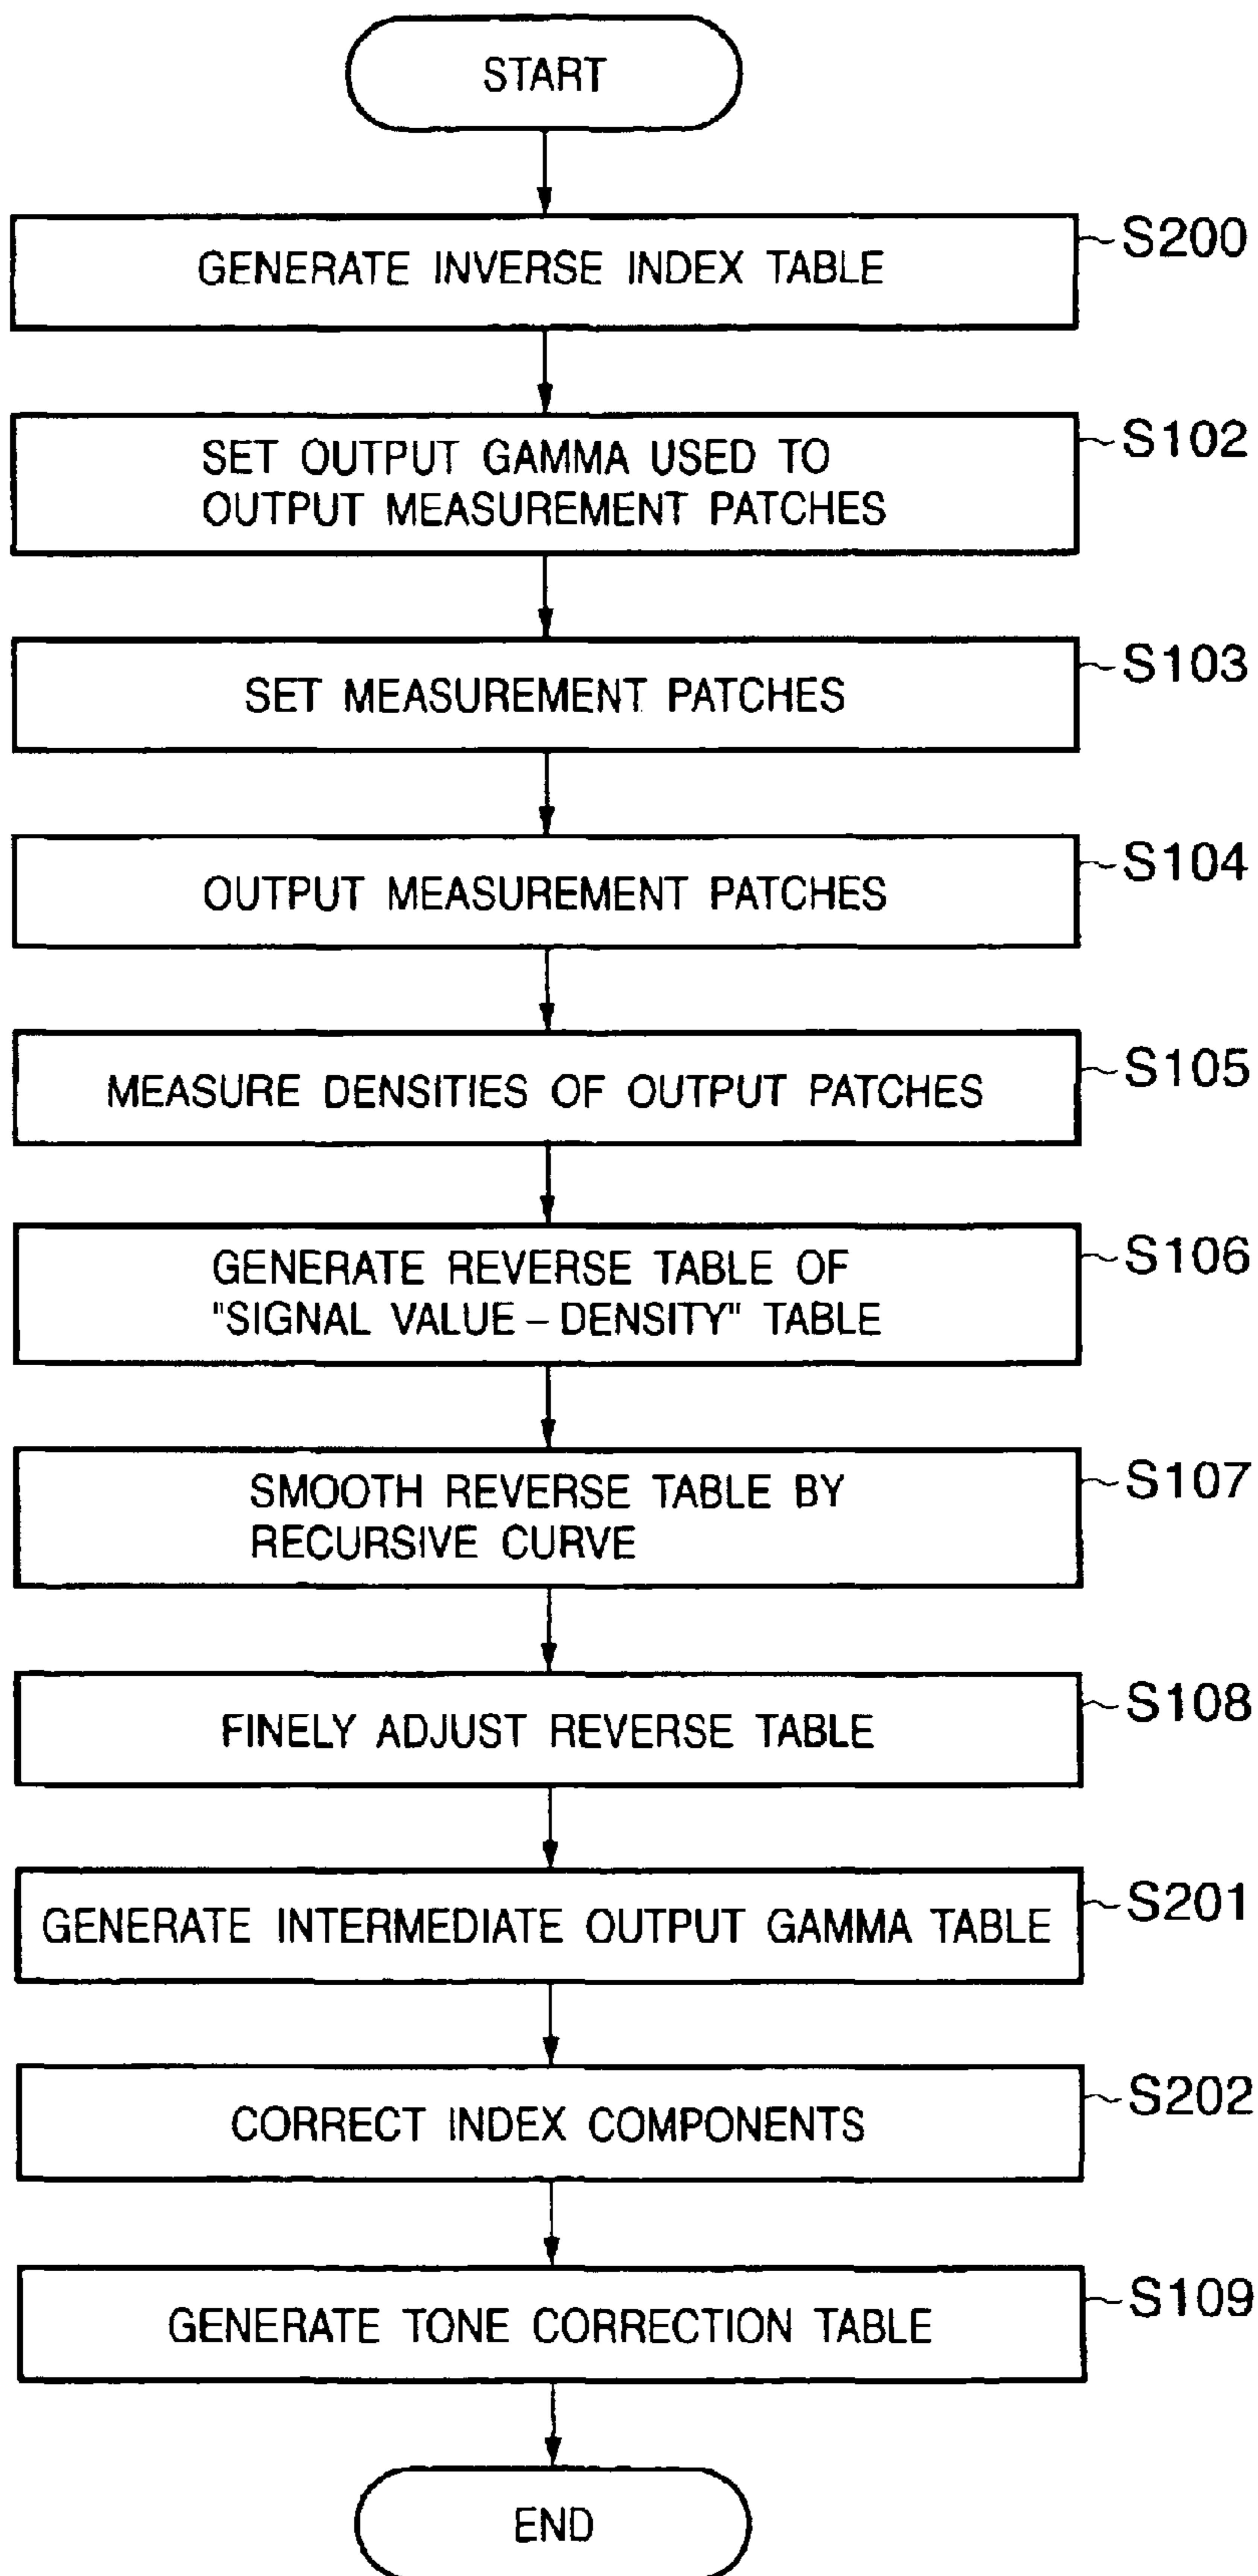 START
GENERATE INVERSE INDEX TABLE
S200
SET OUTPUT GAMMA USED TO
OUTPUT MEASUREMENT PATCHES
S102
SET MEASUREMENT PATCHES
S103
OUTPUT MEASUREMENT PATCHES
S104
MEASURE DENSITIES OF OUTPUT PATCHES
S105
GENERATE REVERSE TABLE OF
"SIGNAL VALUE – DENSITY" TABLE
S106
SMOOTH REVERSE TABLE BY
RECURSIVE CURVE
S107
FINELY ADJUST REVERSE TABLE
S108
GENERATE INTERMEDIATE OUTPUT GAMMA TABLE
S201
CORRECT INDEX COMPONENTS
S202
GENERATE TONE CORRECTION TABLE
S109
END